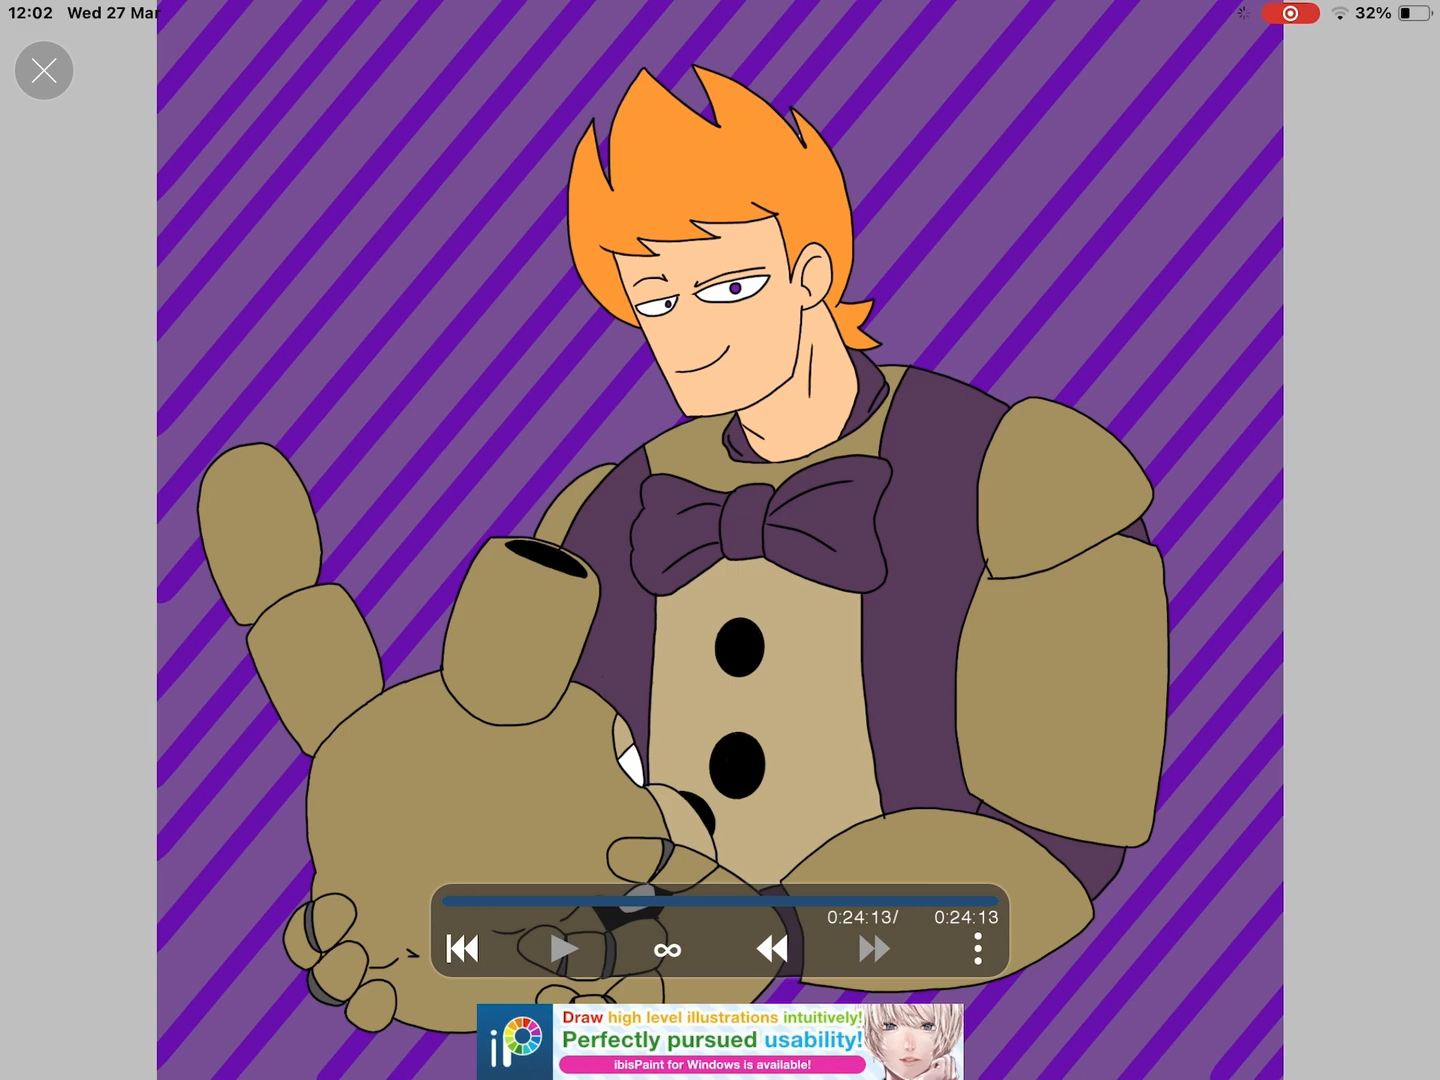 12:02 Wed 27 Mar
32%
0:24:13/ 0:24:13
iP
Draw high level illustrations intuitively!
Perfectly pursued usability!
ibisPaint for Windows is available!